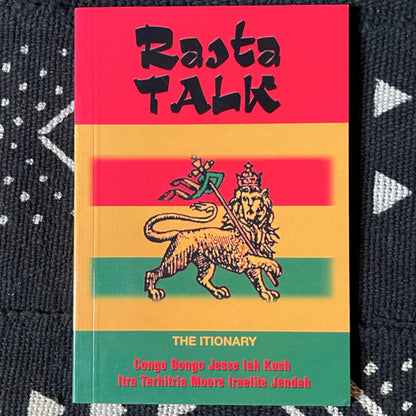 Rasta
TALK
THE ITIONARY
Congo Bongo Jesse Iah Kush
Itra Terhitria Moore Iraelite Jendah